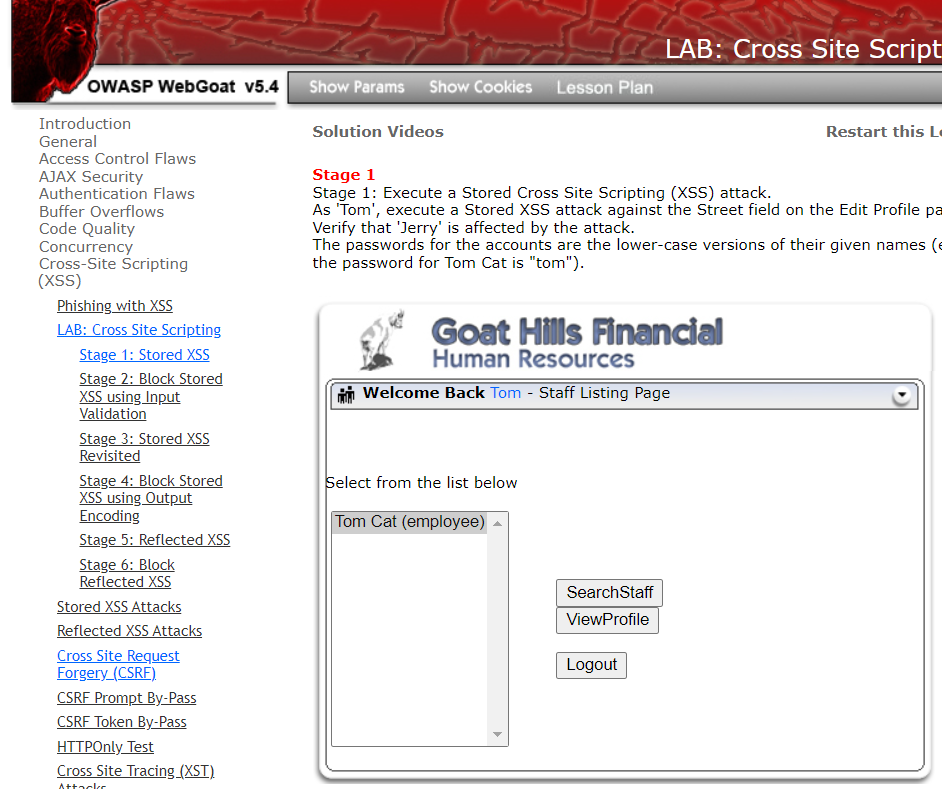 LAB: Cross Site Script
OWASP WebGoat v5.4
Show Params Show Cookies Lesson Plan
Introduction
General
Access Control Flaws
AJAX Security
Authentication Flaws
Buffer Overflows
Code Quality
Concurrency
Cross-Site Scripting
(XSS)
Phishing with XSS
LAB: Cross Site Scripting
Stage 1: Stored XSS
Stage 2: Block Stored
XSS using Input
Validation
Stage 3: Stored XSS
Revisited
Stage 4: Block Stored
XSS using Output
Encoding
Stage 5: Reflected XSS
Stage 6: Block
Reflected XSS
Stored XSS Attacks
Reflected XSS Attacks
Cross Site Request
Forgery (CSRF)
CSRF Prompt By-Pass
CSRF Token By-Pass
HTTPOnly Test
Cross Site Tracing (XST)
Attacks
Solution Videos Restart this Le
Stage 1
Stage 1: Execute a Stored Cross Site Scripting (XSS) attack.
As 'Tom', execute a Stored XSS attack against the Street field on the Edit Profile pa
Verify that 'Jerry' is affected by the attack.
The passwords for the accounts are the lower-case versions of their given names (e
the password for Tom Cat is "tom").
Goat Hills Financial
Human Resources
Welcome Back Tom - Staff Listing Page
Select from the list below
Tom Cat (employee)
SearchStaff
ViewProfile
Logout